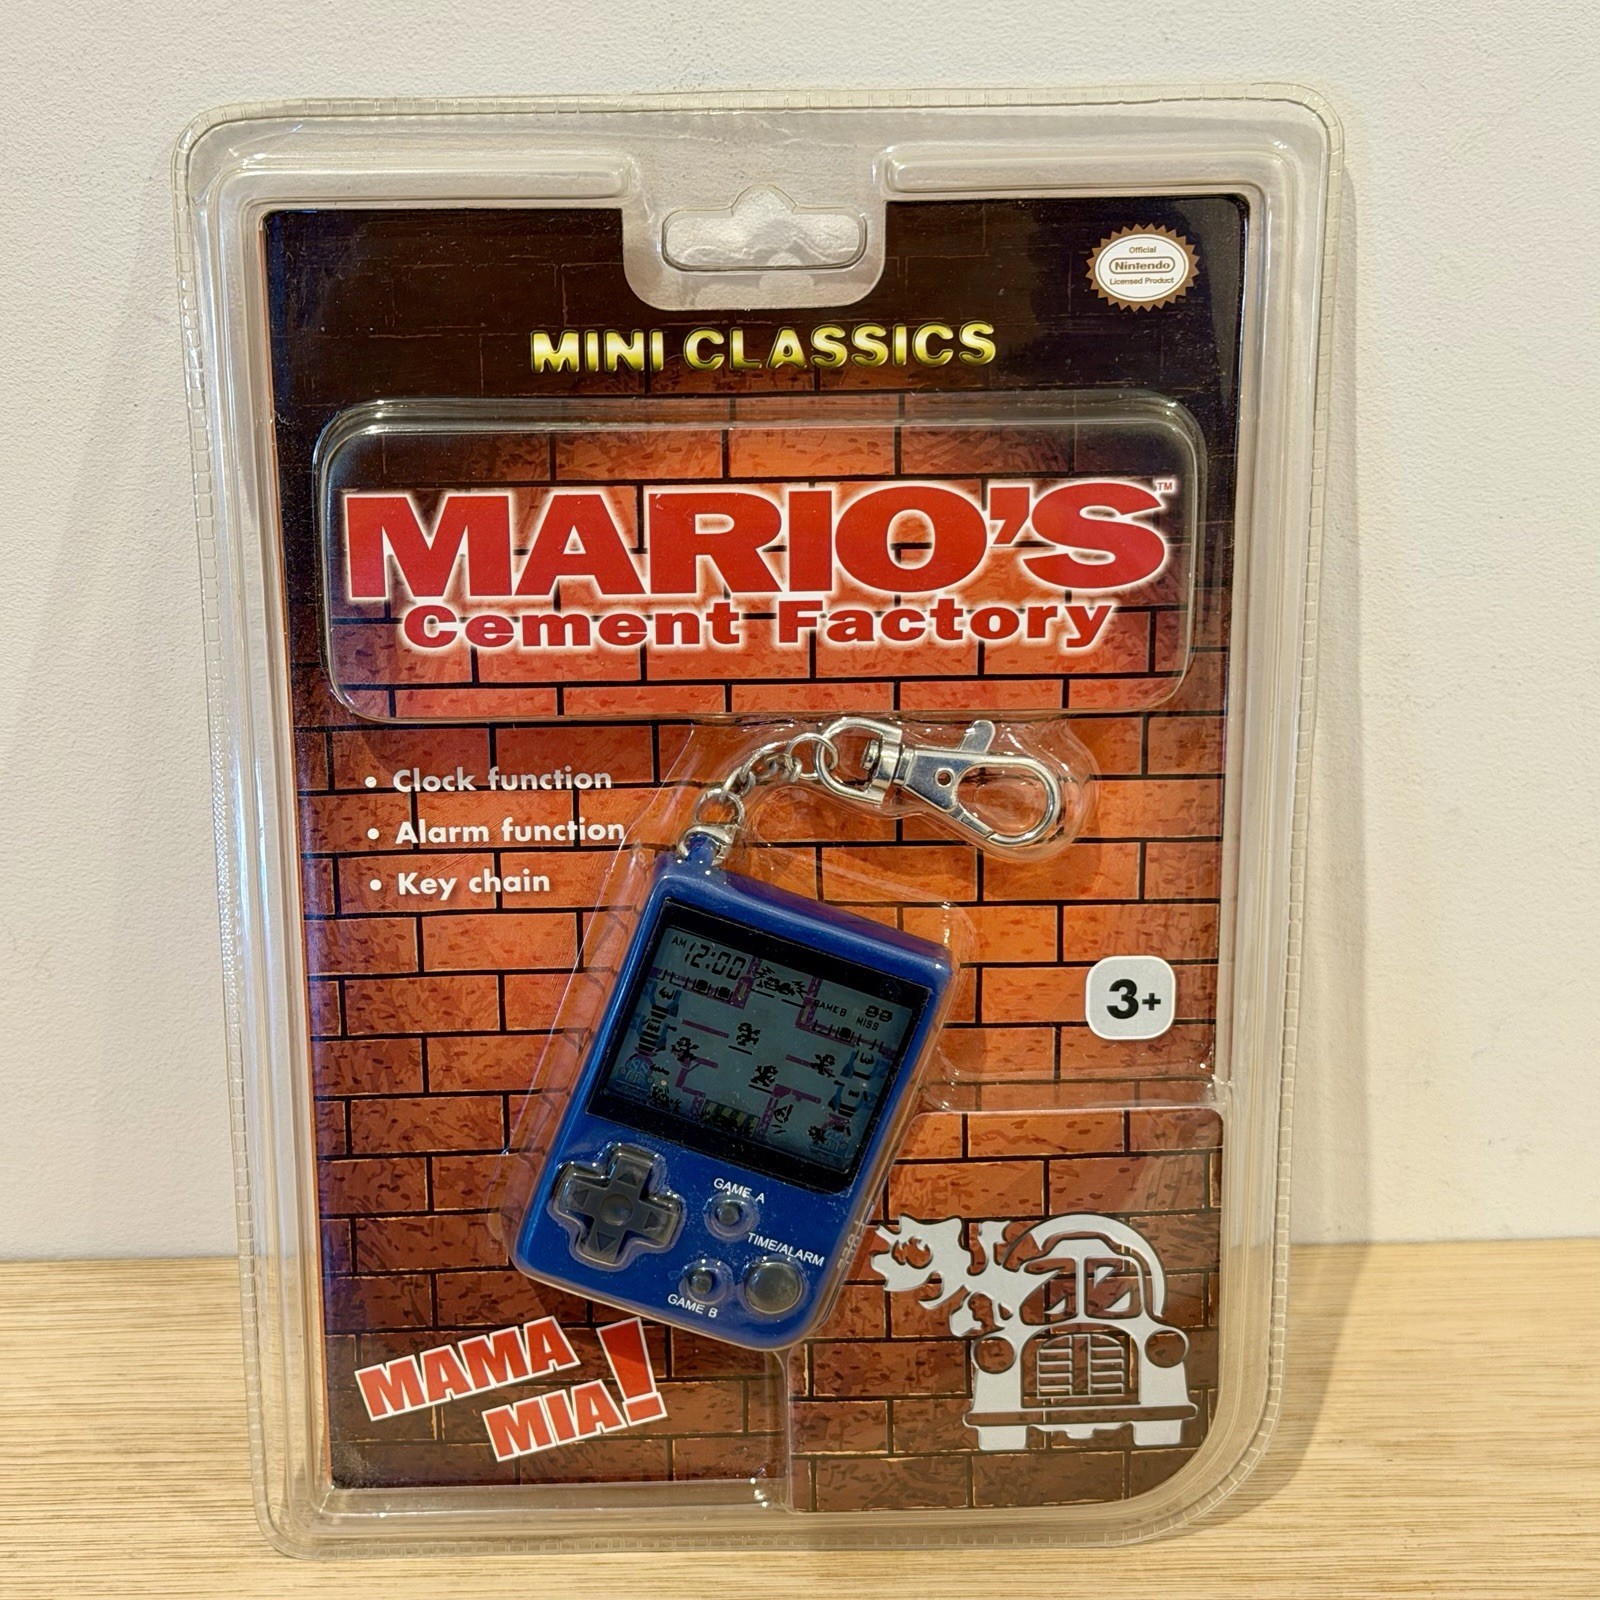 Official
Nintendo
Licensed Product
MINI CLASSICS
MARIO'S™
Cement Factory
• Clock function
• Alarm function
• Key chain
AM 12:00
GAME B
MISS
3+
GAME A
TIME/ALARM
GAME B
MAMA
MIA!